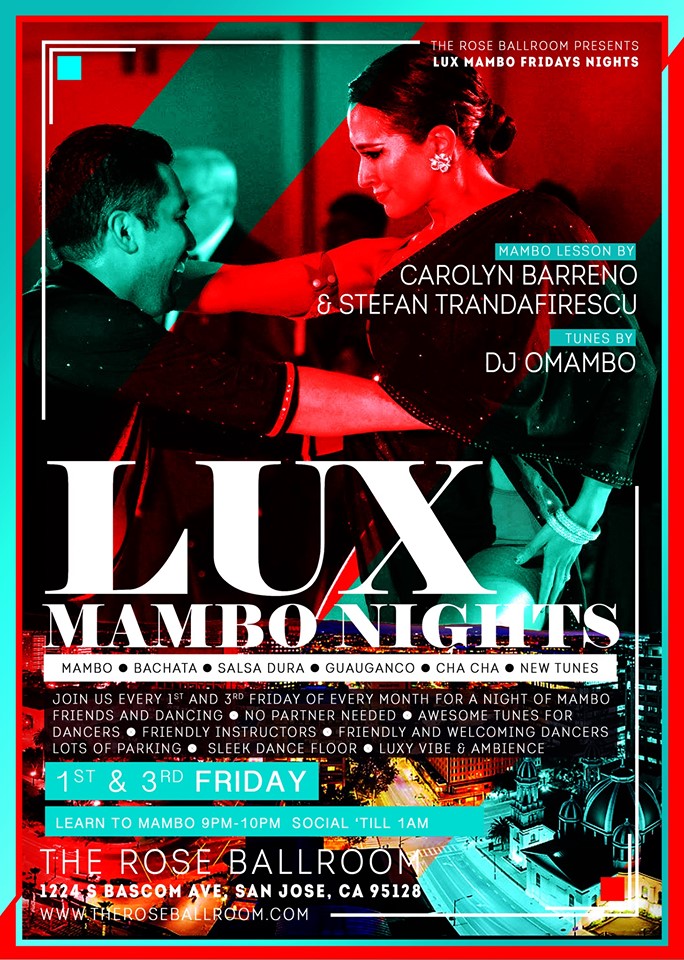 THE ROSE BALLROOM PRESENTS
LUX MAMBO FRIDAYS NIGHTS
MAMBO LESSON BY
CAROLYN BARRENO
& STEFAN TRANDAFIRESCU
TUNES BY
DJ OMAMBO
LUX
MAMBO NIGHTS
MAMBO ● BACHATA ● SALSA DURA ● GUAUGANCO ● CHA CHA ● NEW TUNES
JOIN US EVERY 1ST AND 3RD FRIDAY OF EVERY MONTH FOR A NIGHT OF MAMBO
FRIENDS AND DANCING ● NO PARTNER NEEDED ● AWESOME TUNES FOR
DANCERS ● FRIENDLY INSTRUCTORS ● FRIENDLY AND WELCOMING DANCERS
LOTS OF PARKING ● SLEEK DANCE FLOOR ● LUXY VIBE & AMBIENCE
1ST & 3RD FRIDAY
LEARN TO MAMBO 9PM-10PM SOCIAL 'TILL 1AM
THE ROSE BALLROOM
1224 S BASCOM AVE, SAN JOSE, CA 95128
WWW.THEROSEBALLROOM.COM